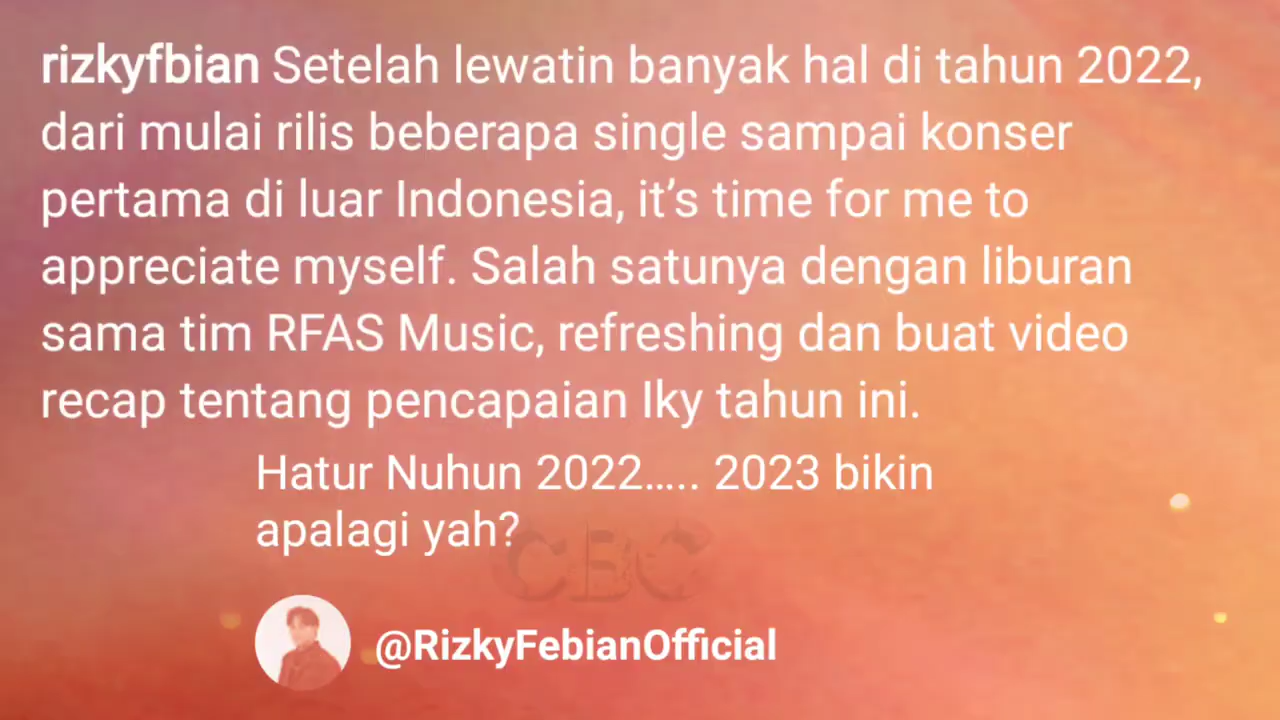 rizkyfbian Setelah lewatin banyak hal di tahun 2022,
dari mulai rilis beberapa single sampai konser
pertama di luar Indonesia, it's time for me to
appreciate myself. Salah satunya dengan liburan
sama tim RFAS Music, refreshing dan buat video
recap tentang pencapaian Iky tahun ini.
Hatur Nuhun 2022..... 2023 bikin
apalagi yah?
CBC
@RizkyFebianOfficial